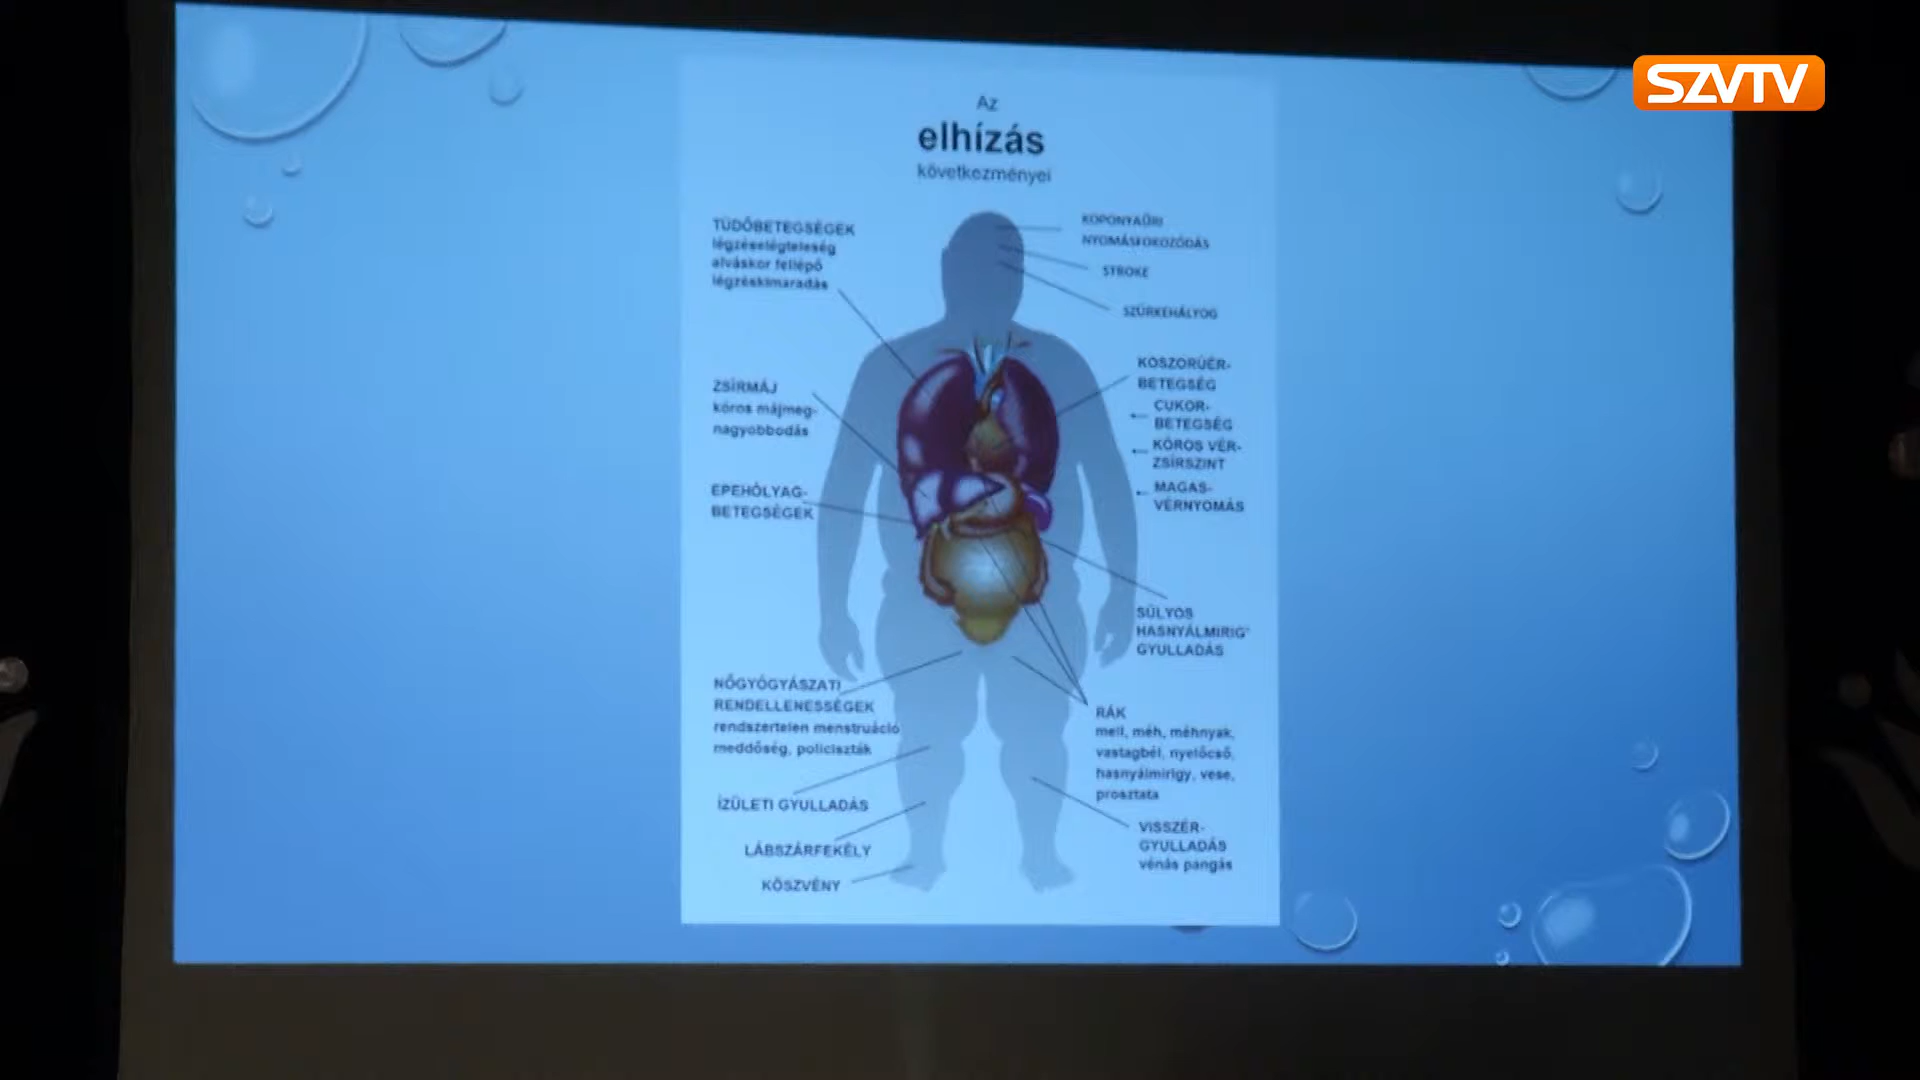 SZVTV
Az
elhízás
következményei
TÜDŐBETEGSÉGEK
légzéselégtelenség
alváskor fellépő
légzéskimaradás
ZSÍRMÁJ
kóros májmeg-
nagyobbodás
EPEHÓLYAG-
BETEGSÉGEK
NŐGYÓGYÁSZATI
RENDELLENESSÉGEK
rendszertelen menstruáció
meddőség, policiszták
ÍZÜLETI GYULLADÁS
LÁBSZÁRFEKÉLY
KÖSZVÉNY
KOPONYAŰRI
NYOMÁSFOKOZÓDÁS
STROKE
SZÜRKEHÁLYOG
KOSZORÚÉR-
BETEGSÉG
CUKOR-
BETEGSÉG
KÓROS VÉR-
ZSÍRSZINT
MAGAS-
VÉRNYOMÁS
SÚLYOS
HASNYÁLMIRIGY
GYULLADÁS
RÁK
mell, méh, méhnyak,
vastagbél, nyelőcső,
hasnyálmirigy, vese,
prosztata
VISSZÉR-
GYULLADÁS
vénás pangás